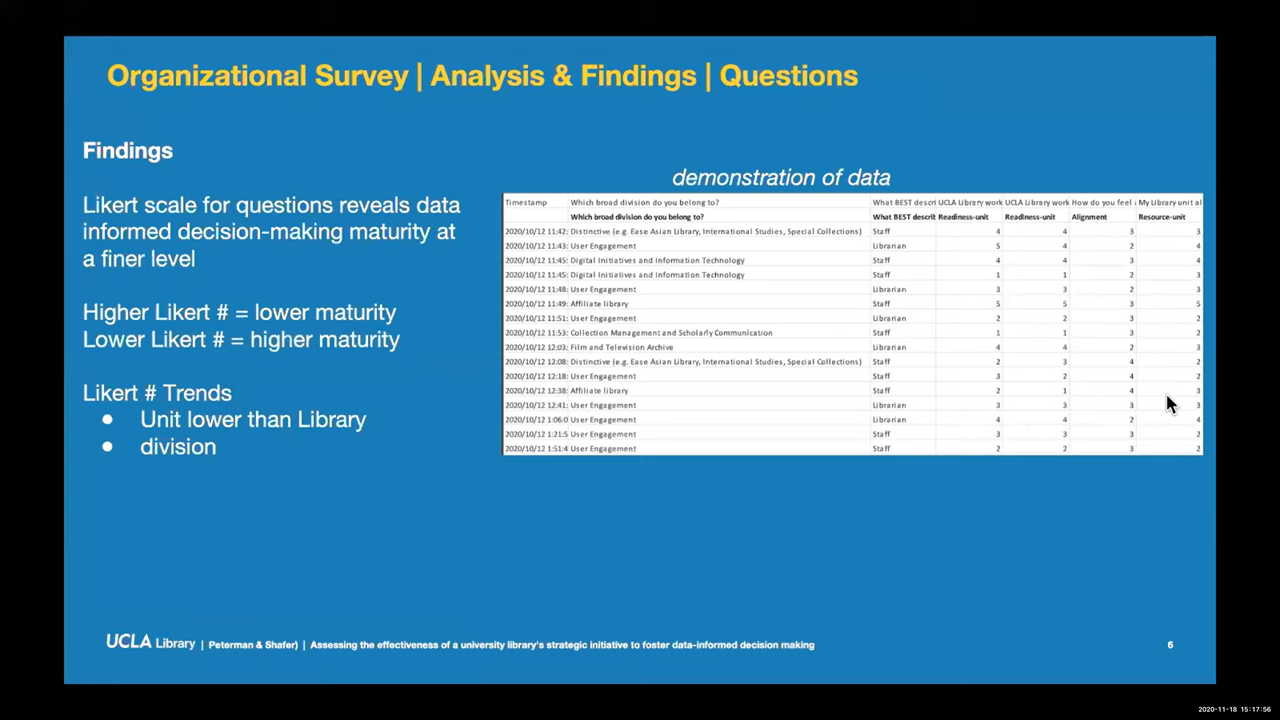 Organizational Survey | Analysis & Findings | Questions
Findings
Likert scale for questions reveals data
informed decision-making maturity at
a finer level
Higher Likert # = lower maturity
Lower Likert # = higher maturity
Likert # Trends
● Unit lower than Library
● division
demonstration of data
Timestamp Which broad division do you belong to? What BEST descri UCLA Library work UCLA Library work How do you feel a My Library unit al
Which broad division do you belong to? What BEST describ Readiness-unit Readiness-unit Alignment Resource-unit
2020/10/12 11:42: Distinctive (e.g. Ease Asian Library, International Studies, Special Collections) Staff 4 4 3 3
2020/10/12 11:43: User Engagement Librarian 5 4 2 4
2020/10/12 11:45: Digital Initiatives and Information Technology Staff 4 4 3 4
2020/10/12 11:45: Digital Initiatives and Information Technology Staff 1 1 2 3
2020/10/12 11:48: User Engagement Librarian 3 3 2 3
2020/10/12 11:49: Affiliate library Staff 5 5 3 5
2020/10/12 11:51: User Engagement Librarian 2 2 3 2
2020/10/12 11:53: Collection Management and Scholarly Communication Staff 1 1 3 2
2020/10/12 12:03: Film and Television Archive Librarian 4 4 2 3
2020/10/12 12:08: Distinctive (e.g. Ease Asian Library, International Studies, Special Collections) Staff 2 3 4 2
2020/10/12 12:18: User Engagement Staff 3 2 4 2
2020/10/12 12:38: Affiliate library Staff 2 1 4 3
2020/10/12 12:41: User Engagement Librarian 3 3 3 3
2020/10/12 1:06:0 User Engagement Librarian 4 4 2 4
2020/10/12 1:21:5 User Engagement Staff 3 3 3 2
2020/10/12 1:51:4 User Engagement Staff 2 2 3 2
UCLA Library | Peterman & Shafer) | Assessing the effectiveness of a university library's strategic initiative to foster data-informed decision making 6
2020-11-18 15:17:56